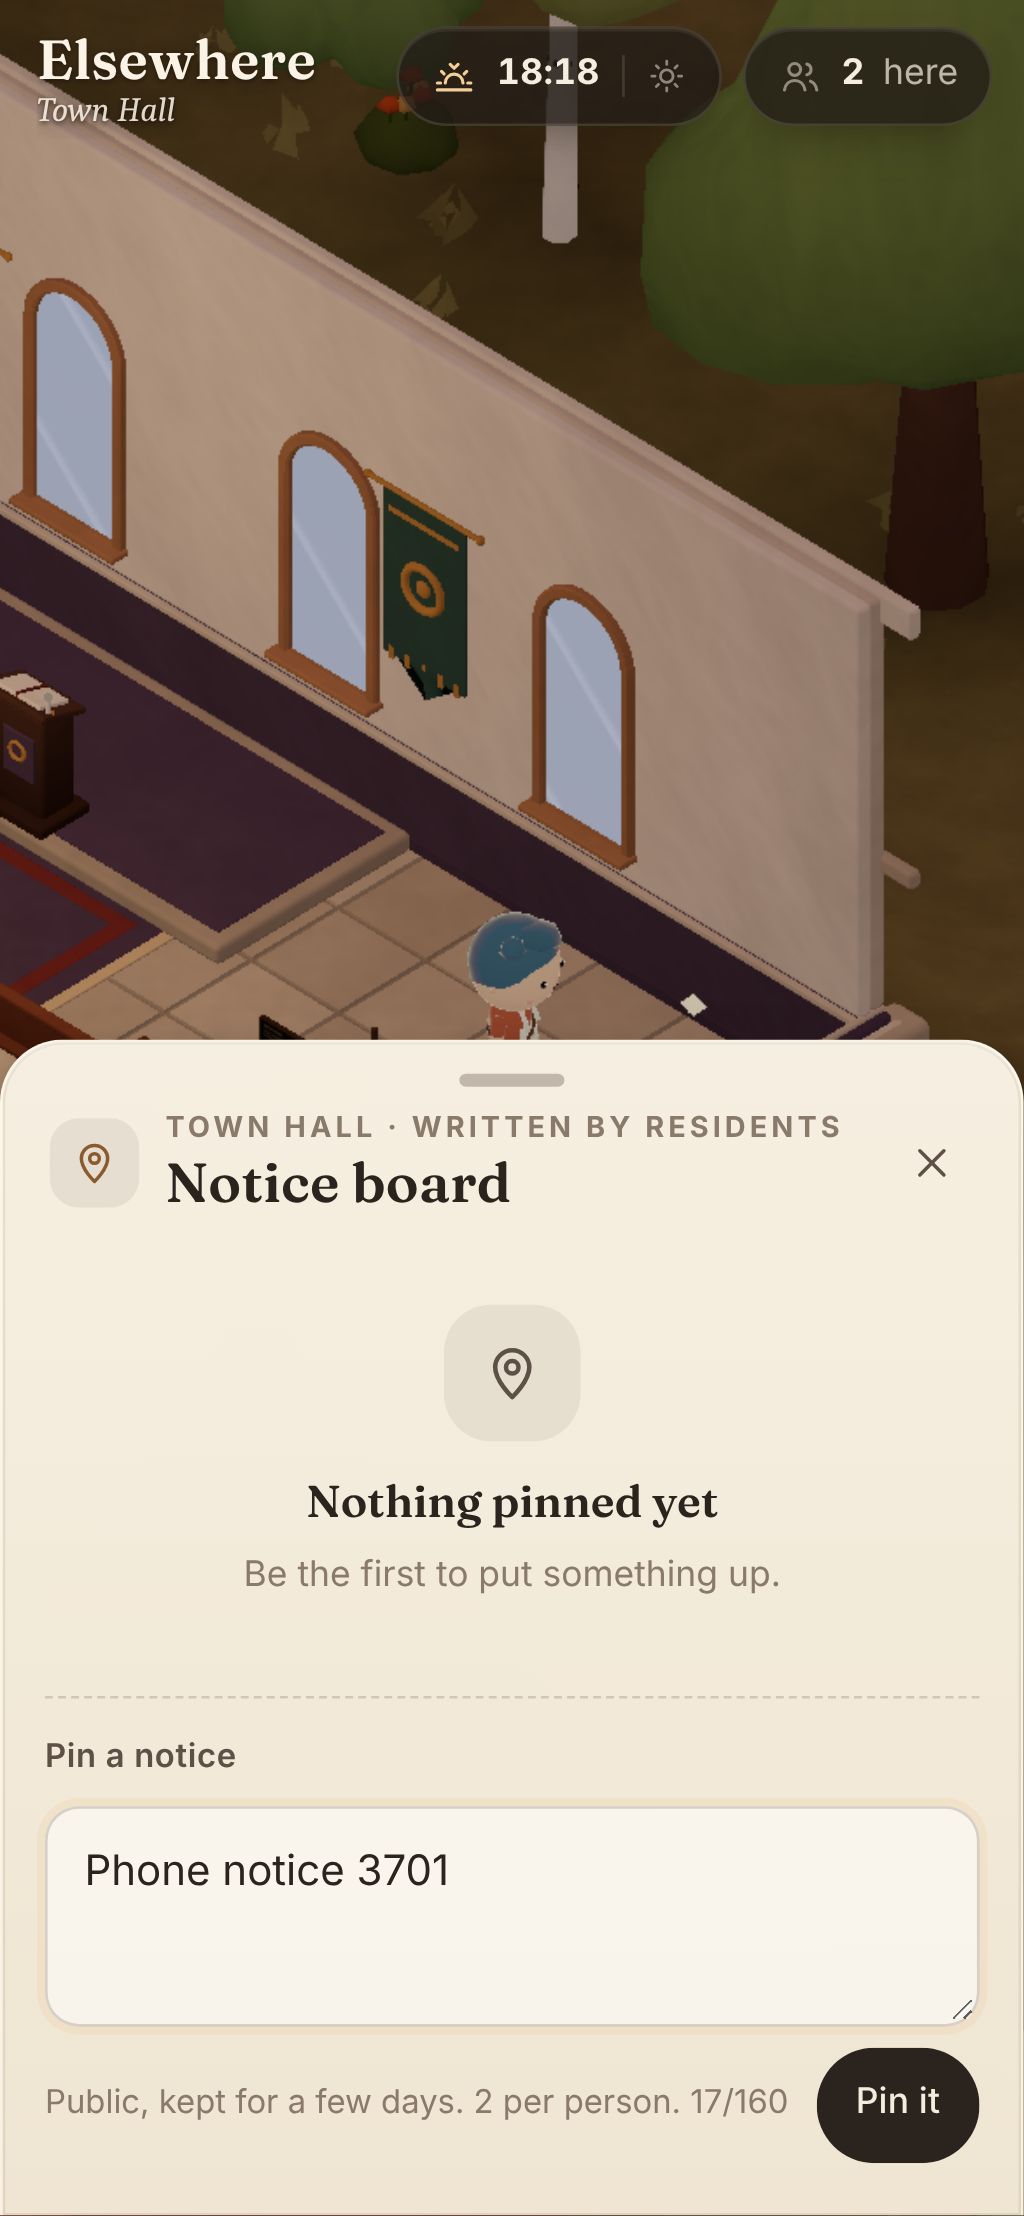 Elsewhere
Town Hall
18:18
2 here
TOWN HALL · WRITTEN BY RESIDENTS
Notice board
Nothing pinned yet
Be the first to put something up.
Pin a notice
Phone notice 3701
Public, kept for a few days. 2 per person. 17/160
Pin it